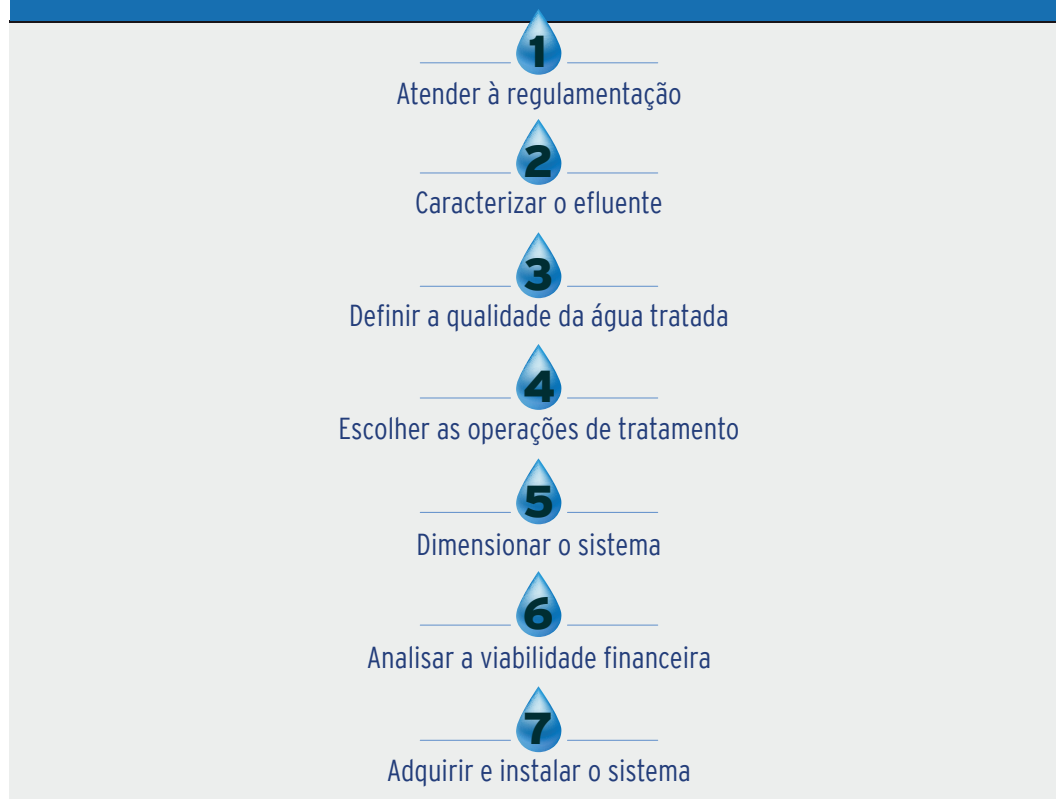 1
Atender à regulamentação
2
Caracterizar o efluente
3
Definir a qualidade da água tratada
4
Escolher as operações de tratamento
5
Dimensionar o sistema
6
Analisar a viabilidade financeira
7
Adquirir e instalar o sistema